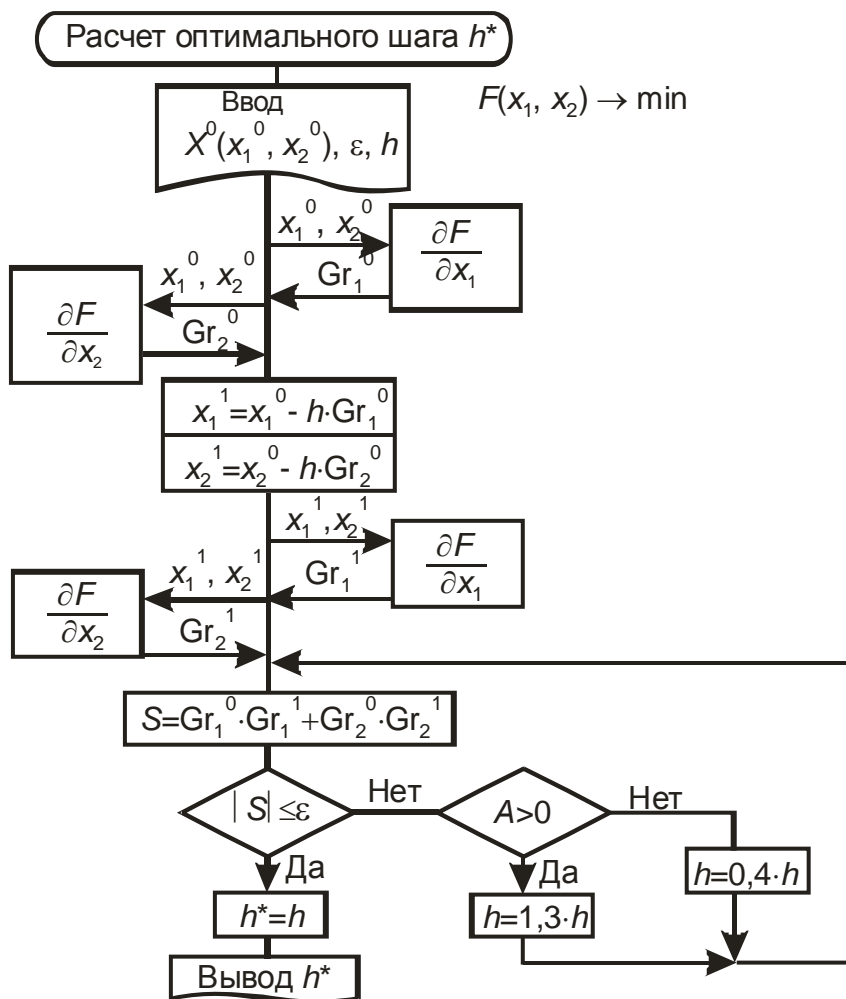 Расчет оптимального шага h*
Ввод
X⁰(x₁⁰, x₂⁰), ε, h
F(x₁, x₂) → min
x₁⁰, x₂⁰
∂F
∂x₁
Gr₁⁰
x₁⁰, x₂⁰
∂F
∂x₂
Gr₂⁰
x₁¹=x₁⁰- h·Gr₁⁰
x₂¹=x₂⁰- h·Gr₂⁰
x₁¹,x₂¹
∂F
∂x₁
Gr₁¹
x₁¹, x₂¹
∂F
∂x₂
Gr₂¹
S=Gr₁⁰·Gr₁¹+Gr₂⁰·Gr₂¹
|S|≤ε
Нет
A>0
Нет
Да
Да
h=0,4·h
h*=h
h=1,3·h
Вывод h*